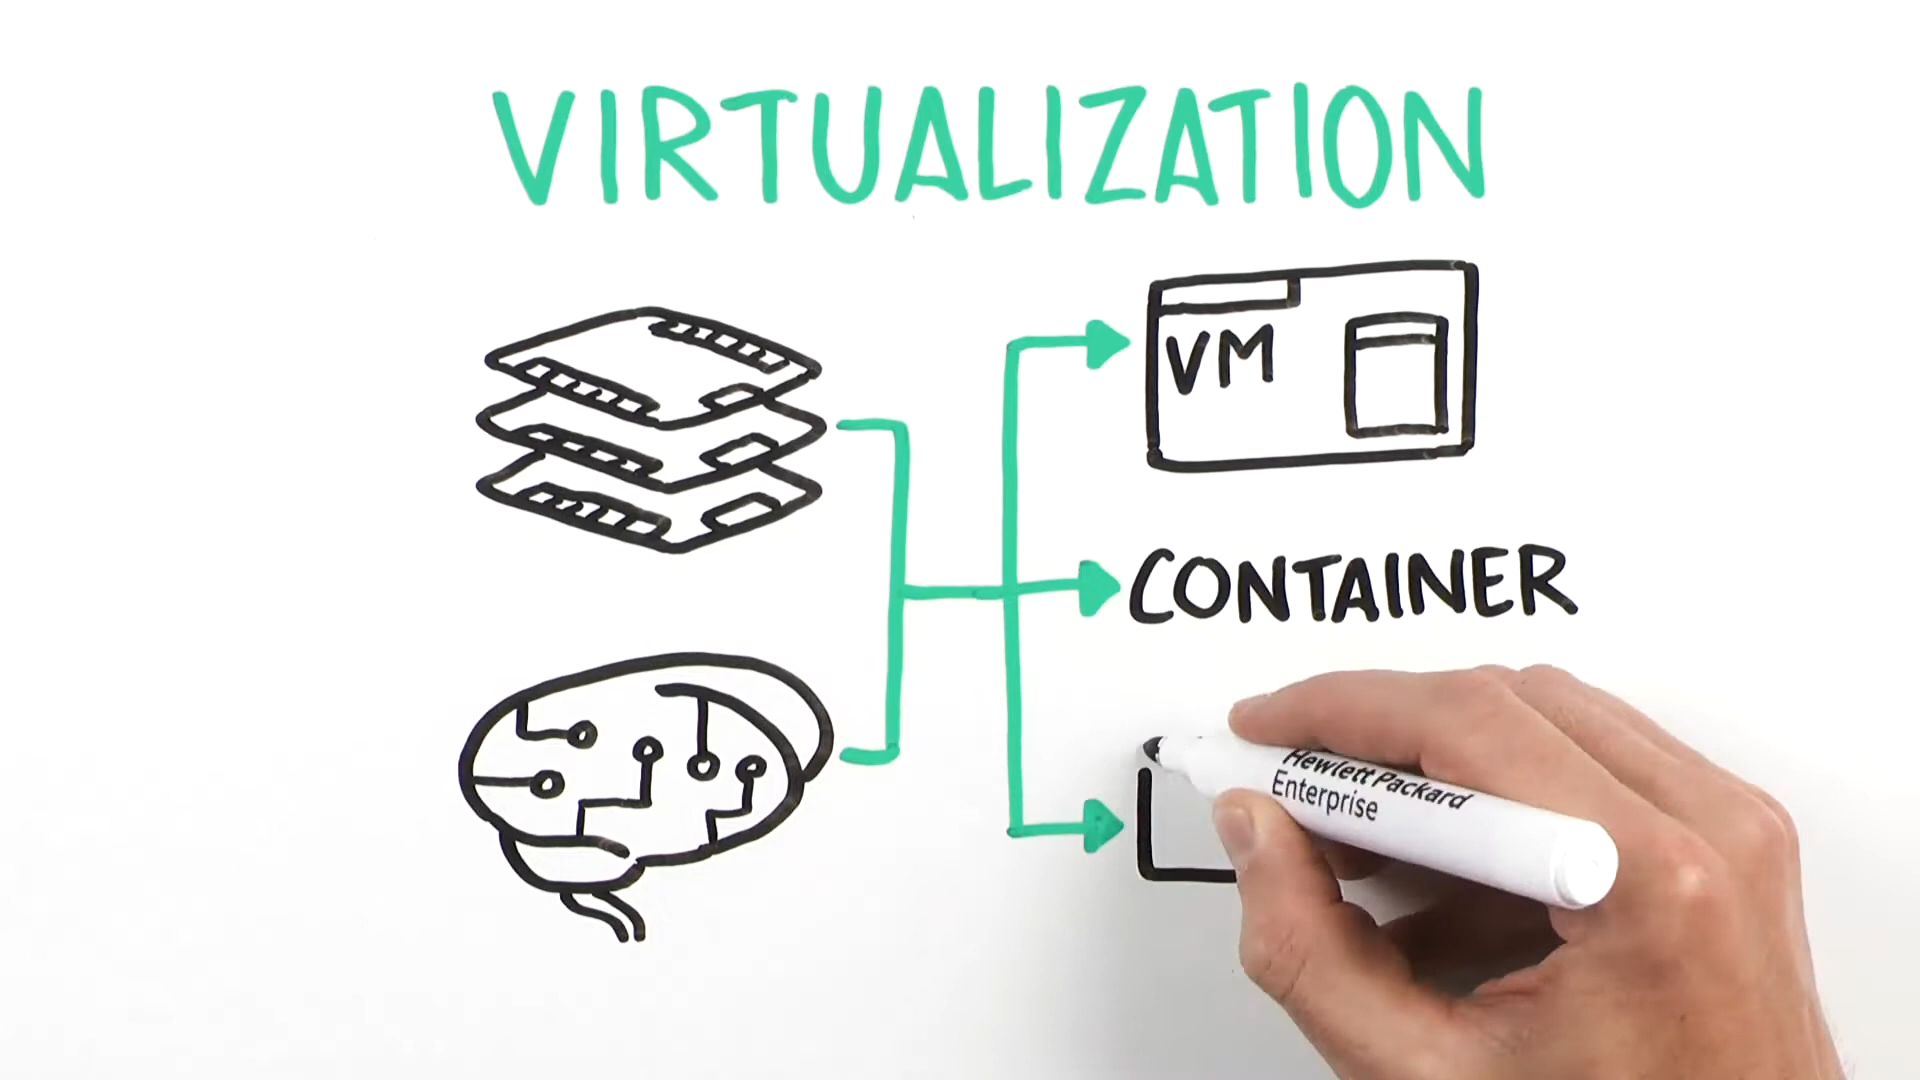 VIRTUALIZATION
VM
CONTAINER
Hewlett Packard
Enterprise